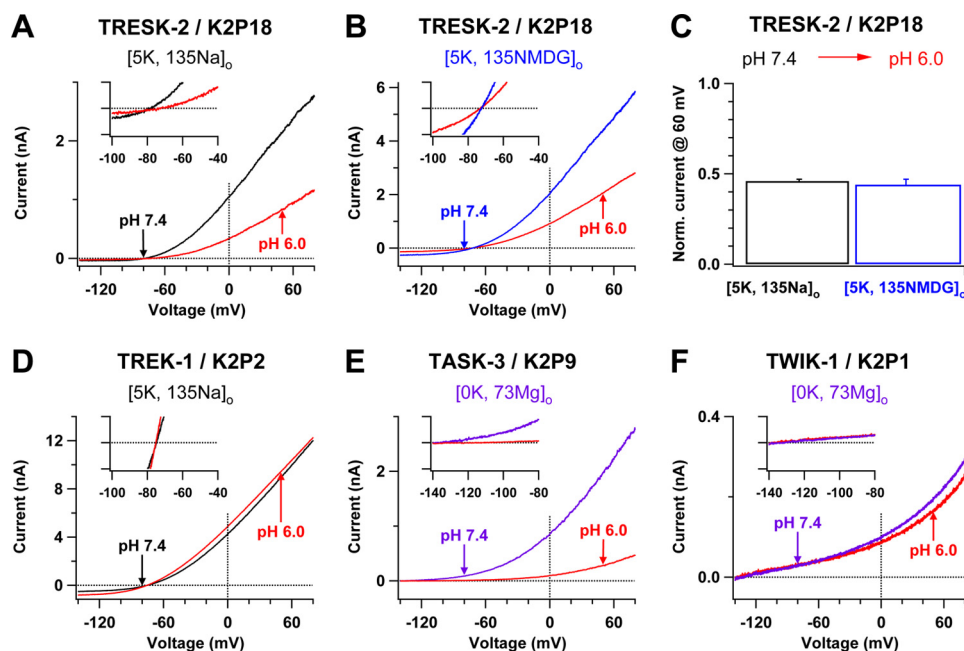 A
TRESK-2 / K2P18
[5K, 135Na]o
Current (nA)
2
0
-100 -80 -60 -40
pH 7.4
pH 6.0
-120 -60 0 60
Voltage (mV)
B
TRESK-2 / K2P18
[5K, 135NMDG]o
Current (nA)
6
4
2
0
-100 -80 -60 -40
pH 7.4
pH 6.0
-120 -60 0 60
Voltage (mV)
C
TRESK-2 / K2P18
pH 7.4 → pH 6.0
Norm. current @ 60 mV
1.0
0.5
0.0
[5K, 135Na]o [5K, 135NMDG]o
D
TREK-1 / K2P2
[5K, 135Na]o
Current (nA)
12
8
4
0
-100 -80 -60 -40
pH 7.4
pH 6.0
-120 -60 0 60
Voltage (mV)
E
TASK-3 / K2P9
[0K, 73Mg]o
Current (nA)
2
0
-140 -120 -100 -80
pH 7.4
pH 6.0
-120 -60 0 60
Voltage (mV)
F
TWIK-1 / K2P1
[0K, 73Mg]o
Current (nA)
0.4
0.2
0.0
-140 -120 -100 -80
pH 7.4
pH 6.0
-120 -60 0 60
Voltage (mV)